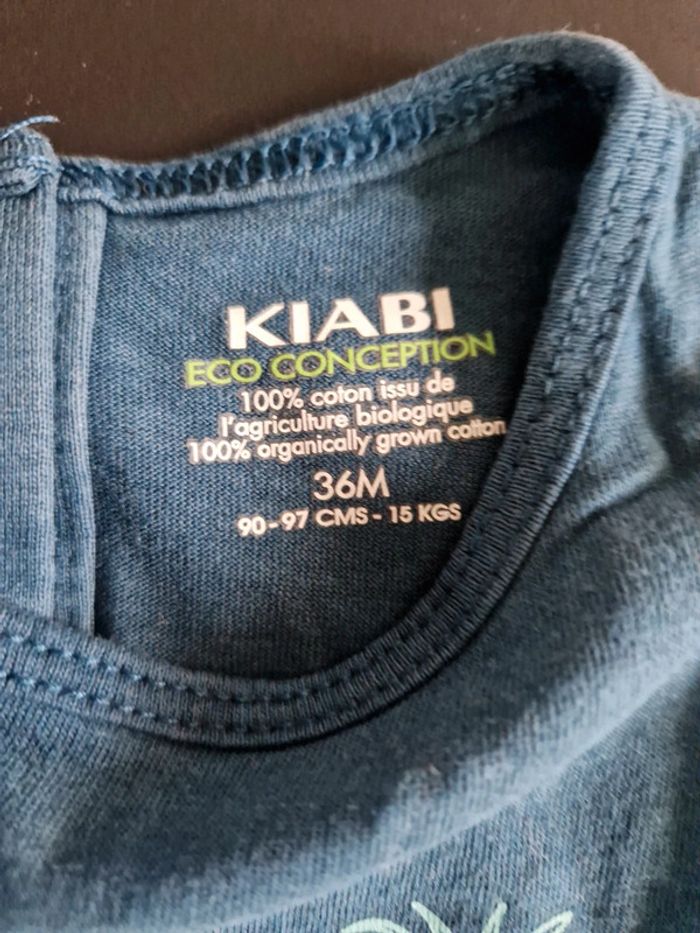 KIABI
ECO CONCEPTION
100% coton issu de
l'agriculture biologique
100% organically grown cotton
36M
90-97 CMS - 15 KGS